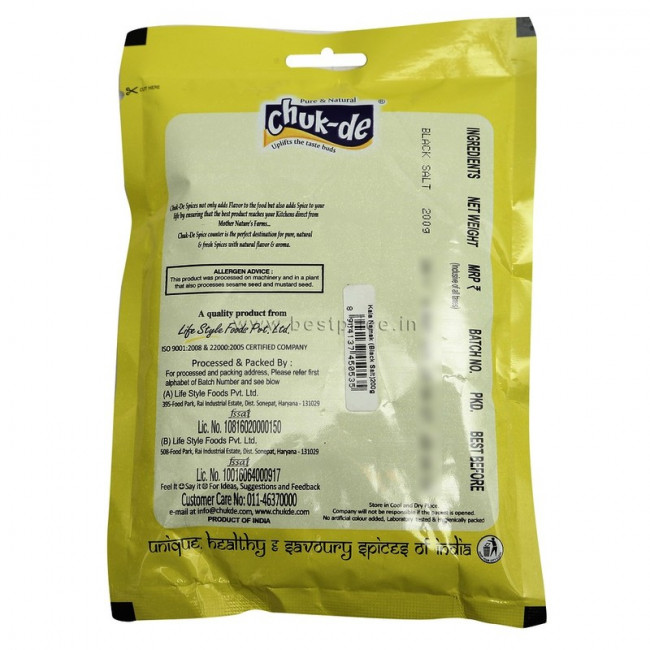 CUT HERE
Pure & Natural
Chuk-de ®
Uplifts the taste buds
Chuk-De Spices not only adds Flavor to the food but also adds Spice to your
life by ensuring that the best product reaches your Kitchens direct from
Mother Nature's Farms...
Chuk-De Spice counter is the perfect destination for pure, natural
& fresh Spices with natural flavor & aroma.
ALLERGEN ADVICE :
This product was processed on machinery and in a plant
that also processes sesame seed and mustard seed.
A quality product from
Life Style Foods Pvt. Ltd.
ISO 9001:2008 & 22000:2005 CERTIFIED COMPANY
Processed & Packed By :
For processed and packing address, Please refer first
alphabet of Batch Number and see blow
(A) Life Style Foods Pvt. Ltd.
395-Food Park, Rai Industrial Estate, Dist. Sonepat, Haryana - 131029
fssai
Lic. No. 10816020000150
(B) Life Style Foods Pvt. Ltd.
508-Food Park, Rai Industrial Estate, Dist. Sonepat, Haryana - 131029
fssai
Lic. No. 10016064000917
Feel It Say it For Ideas, Suggestions and Feedback
Customer Care No: 011-46370000
e-mail at info@chukde.com, www.chukde.com
PRODUCT OF INDIA
INGREDIENTS NET WEIGHT MRP ₹ BATCH NO. PKD. BEST BEFORE
(Inclusive of all taxes)
BLACK SALT 200g
Kala Namak (Black Salt)200g
Store in Cool and Dry Place.
Company will not be responsible if the packet is opened.
No artificial colour added, Laboratory tested & Hygienically packed
unique, healthy & savoury spices of india
www.bestprice.in